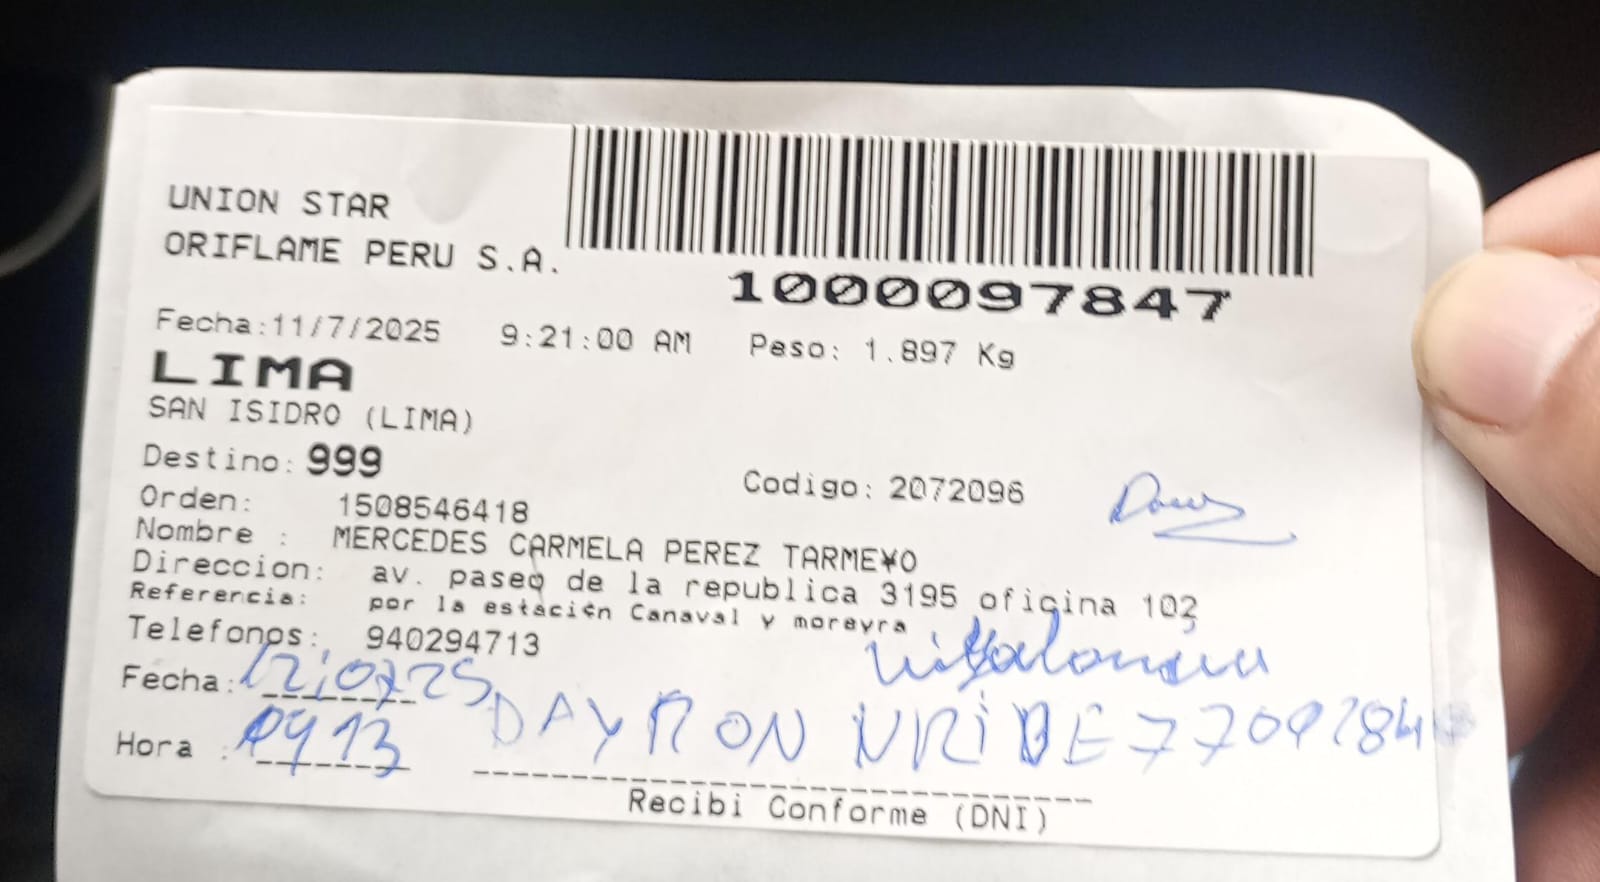 UNION STAR
ORIFLAME PERU S.A.
1000097847
Fecha:11/7/2025 9:21:00 AM Peso: 1.897 Kg
LIMA
SAN ISIDRO (LIMA)
Destino: 999
Codigo: 2072096
Orden: 1508546418
Nombre : MERCEDES CARMELA PEREZ TARME¥O
Direccion: av. paseo de la republica 3195 oficina 102
Referencia: por la estación Canaval y moreyra
Telefonos: 940294713
Fecha:
DAYRON URIBE
Hora :
Recibi Conforme (DNI)